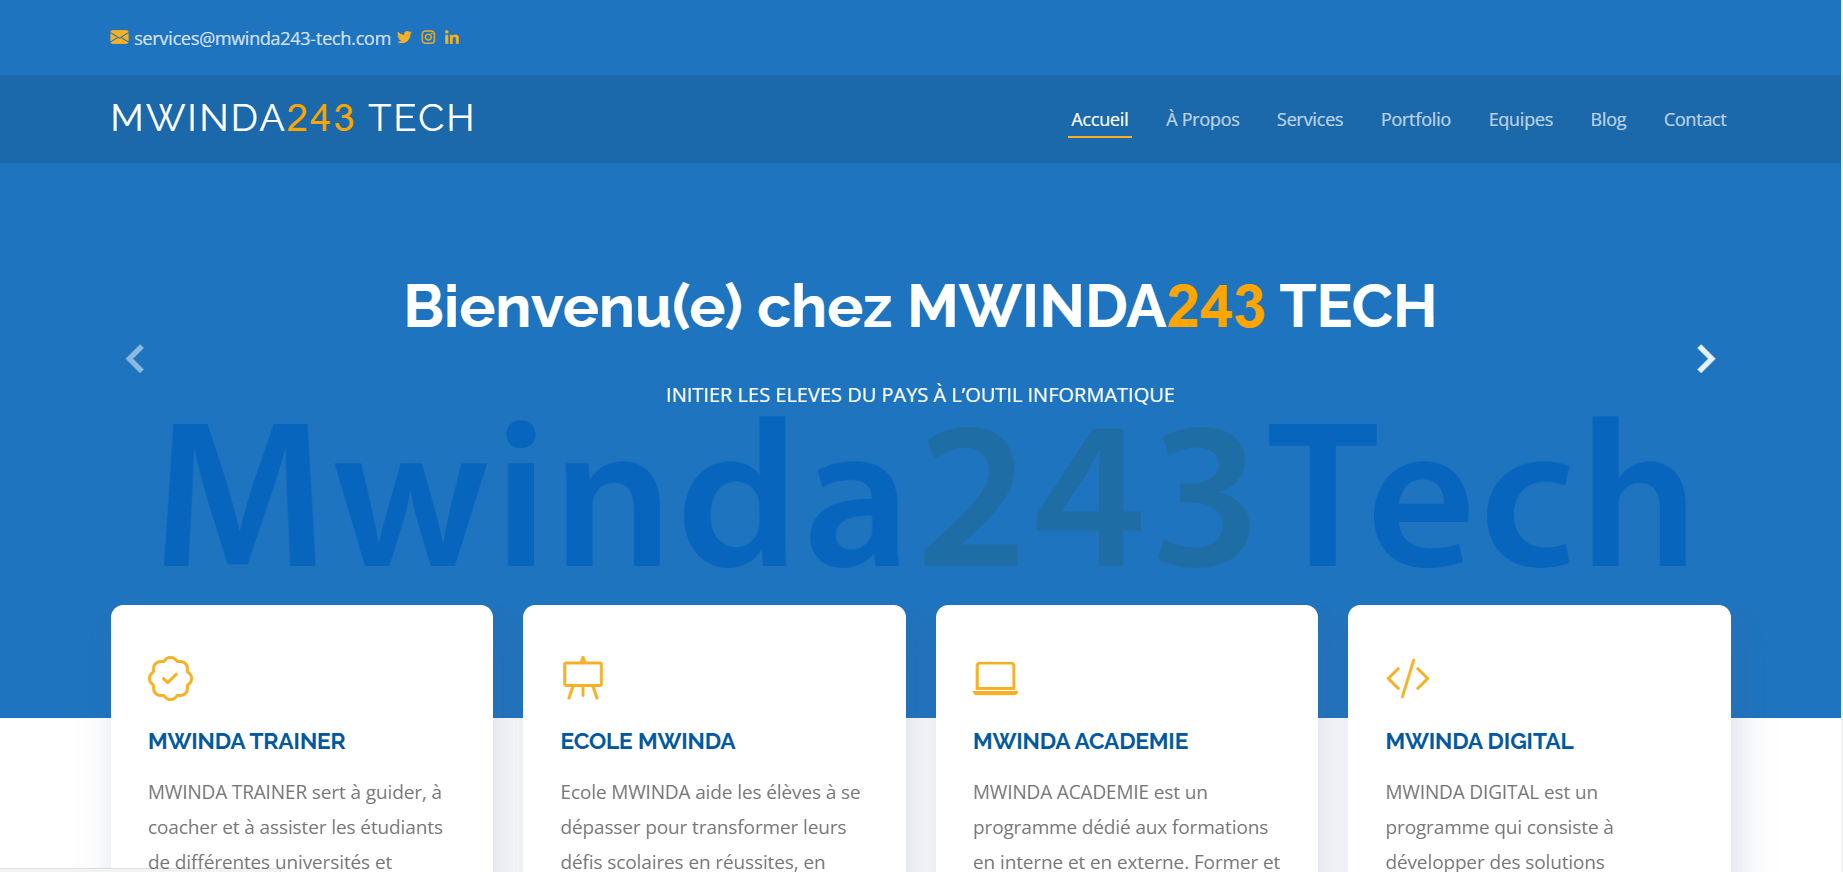 services@mwinda243-tech.com
MWINDA243 TECH
Accueil
À Propos
Services
Portfolio
Equipes
Blog
Contact
Bienvenu(e) chez MWINDA243 TECH
INITIER LES ELEVES DU PAYS À L’OUTIL INFORMATIQUE
Mwinda243Tech
MWINDA TRAINER
MWINDA TRAINER sert à guider, à
coacher et à assister les étudiants
de différentes universités et
ECOLE MWINDA
Ecole MWINDA aide les élèves à se
dépasser pour transformer leurs
défis scolaires en réussites, en
MWINDA ACADEMIE
MWINDA ACADEMIE est un
programme dédié aux formations
en interne et en externe. Former et
MWINDA DIGITAL
MWINDA DIGITAL est un
programme qui consiste à
développer des solutions